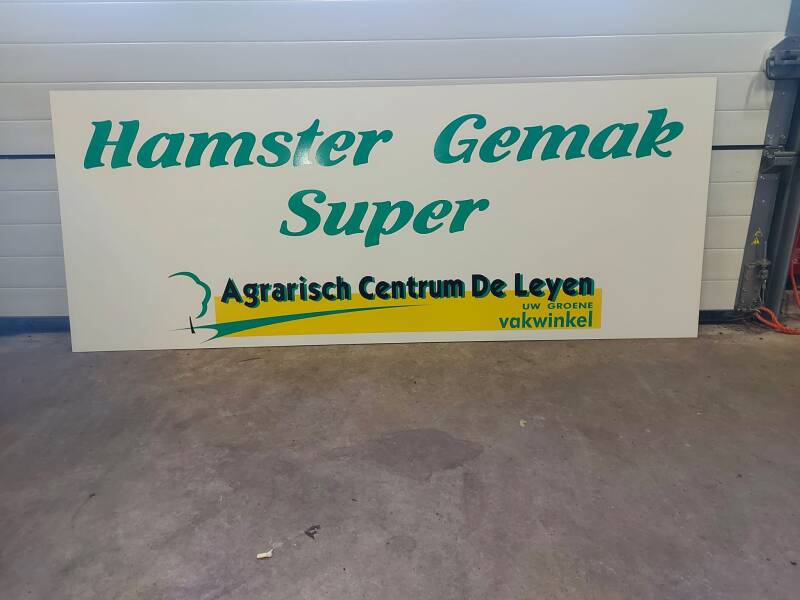 Hamster Gemak
Super
Agrarisch Centrum De Leyen
UW GROENE
vakwinkel